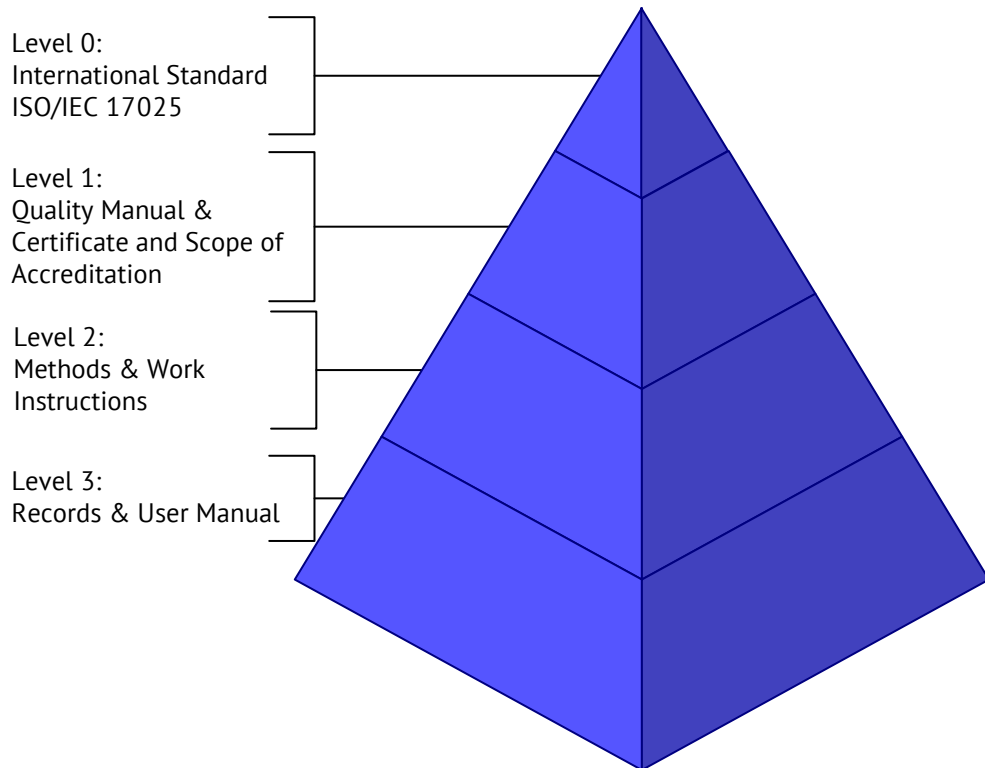 Level 0:
International Standard
ISO/IEC 17025
Level 1:
Quality Manual &
Certificate and Scope of
Accreditation
Level 2:
Methods & Work
Instructions
Level 3:
Records & User Manual